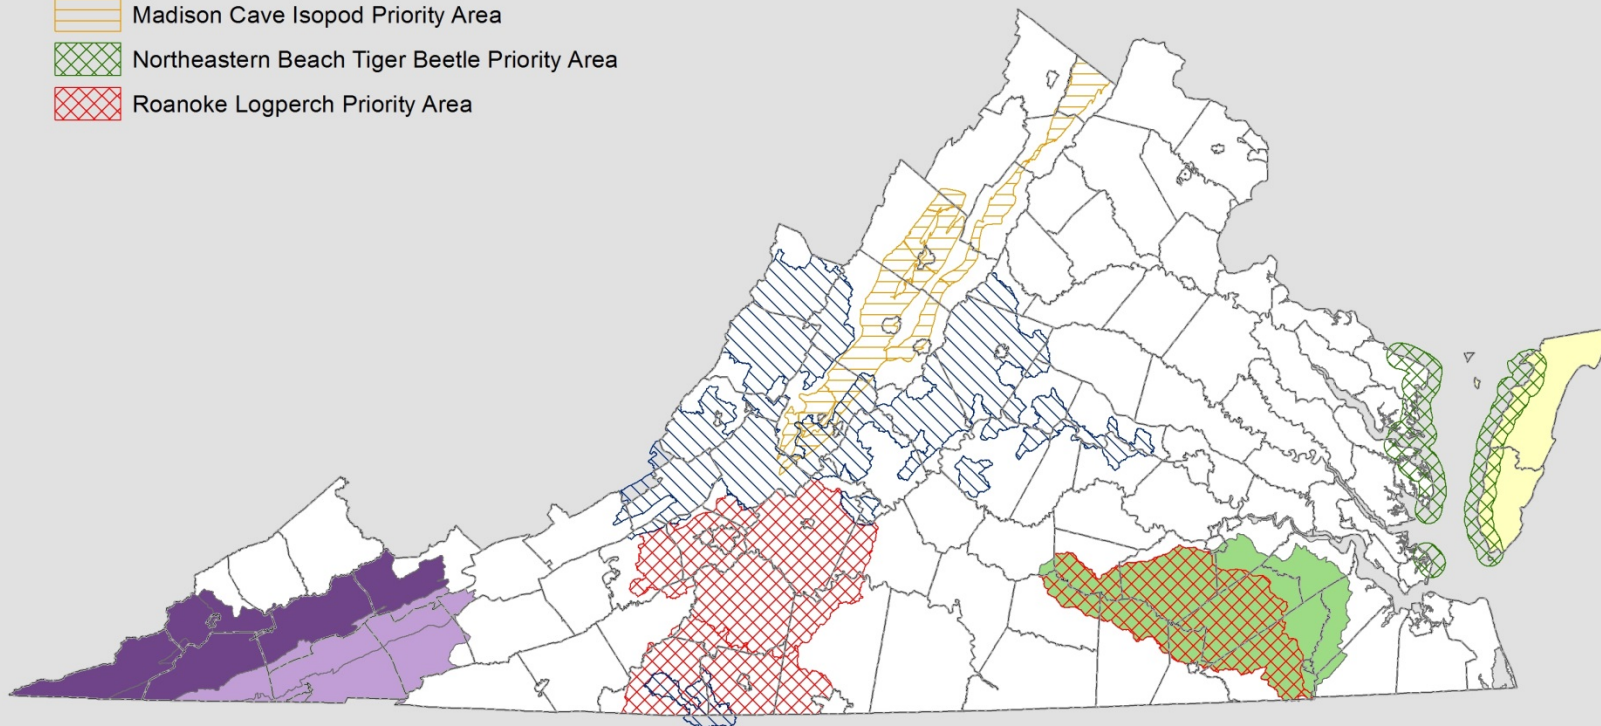 Madison Cave Isopod Priority Area
Northeastern Beach Tiger Beetle Priority Area
Roanoke Logperch Priority Area